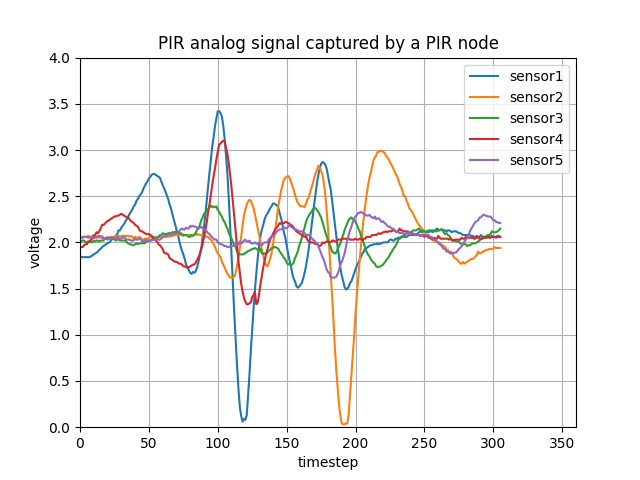 PIR analog signal captured by a PIR node
4.0
3.5
3.0
2.5
2.0
1.5
1.0
0.5
0.0
voltage
sensor1
sensor2
sensor3
sensor4
sensor5
0 50 100 150 200 250 300 350
timestep